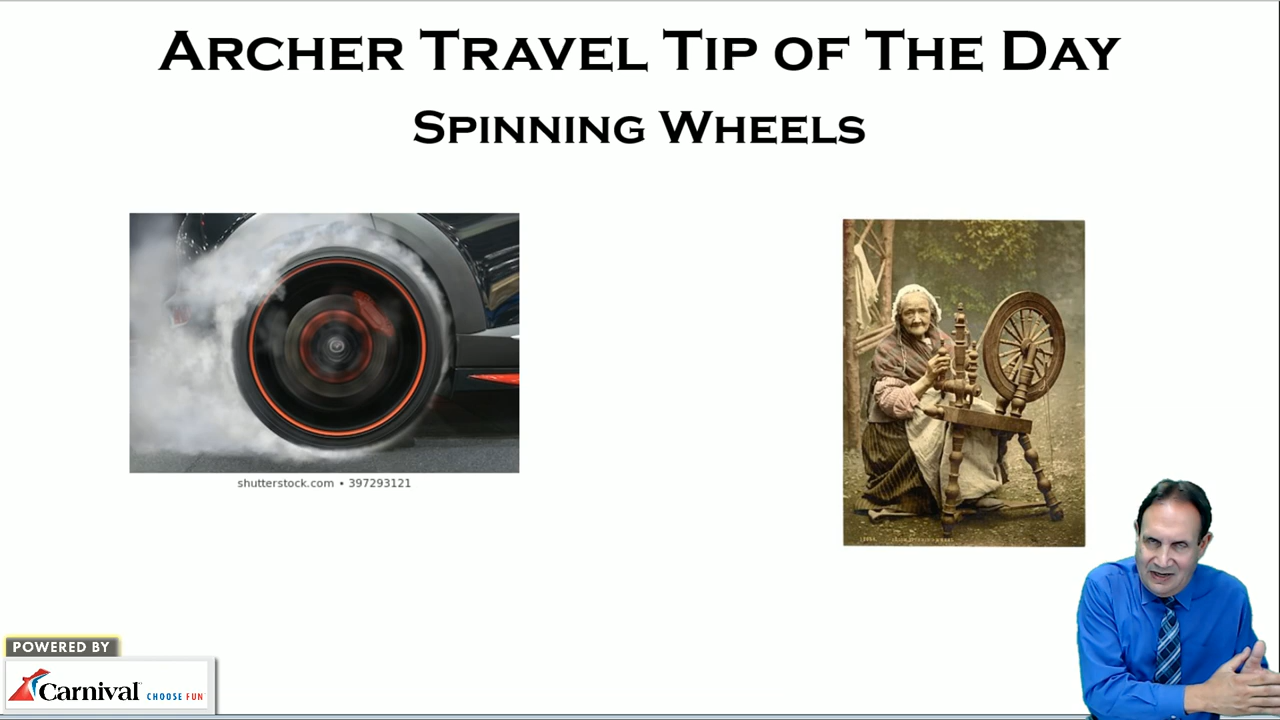 ARCHER TRAVEL TIP OF THE DAY
SPINNING WHEELS
shutterstock.com • 397293121
POWERED BY
Carnival CHOOSE FUN